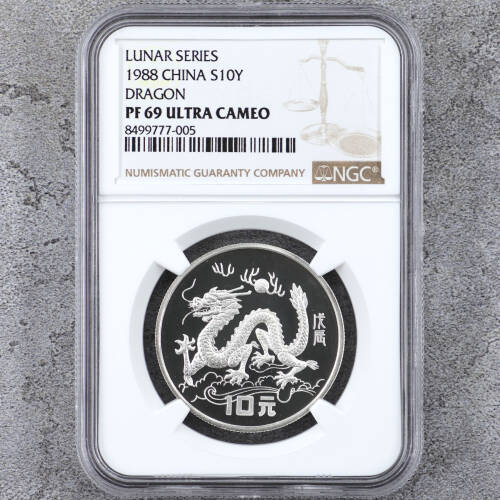 LUNAR SERIES
1988 CHINA S10Y
DRAGON
PF 69 ULTRA CAMEO
8499777-005
NUMISMATIC GUARANTY COMPANY
NGC®
戊辰
10元